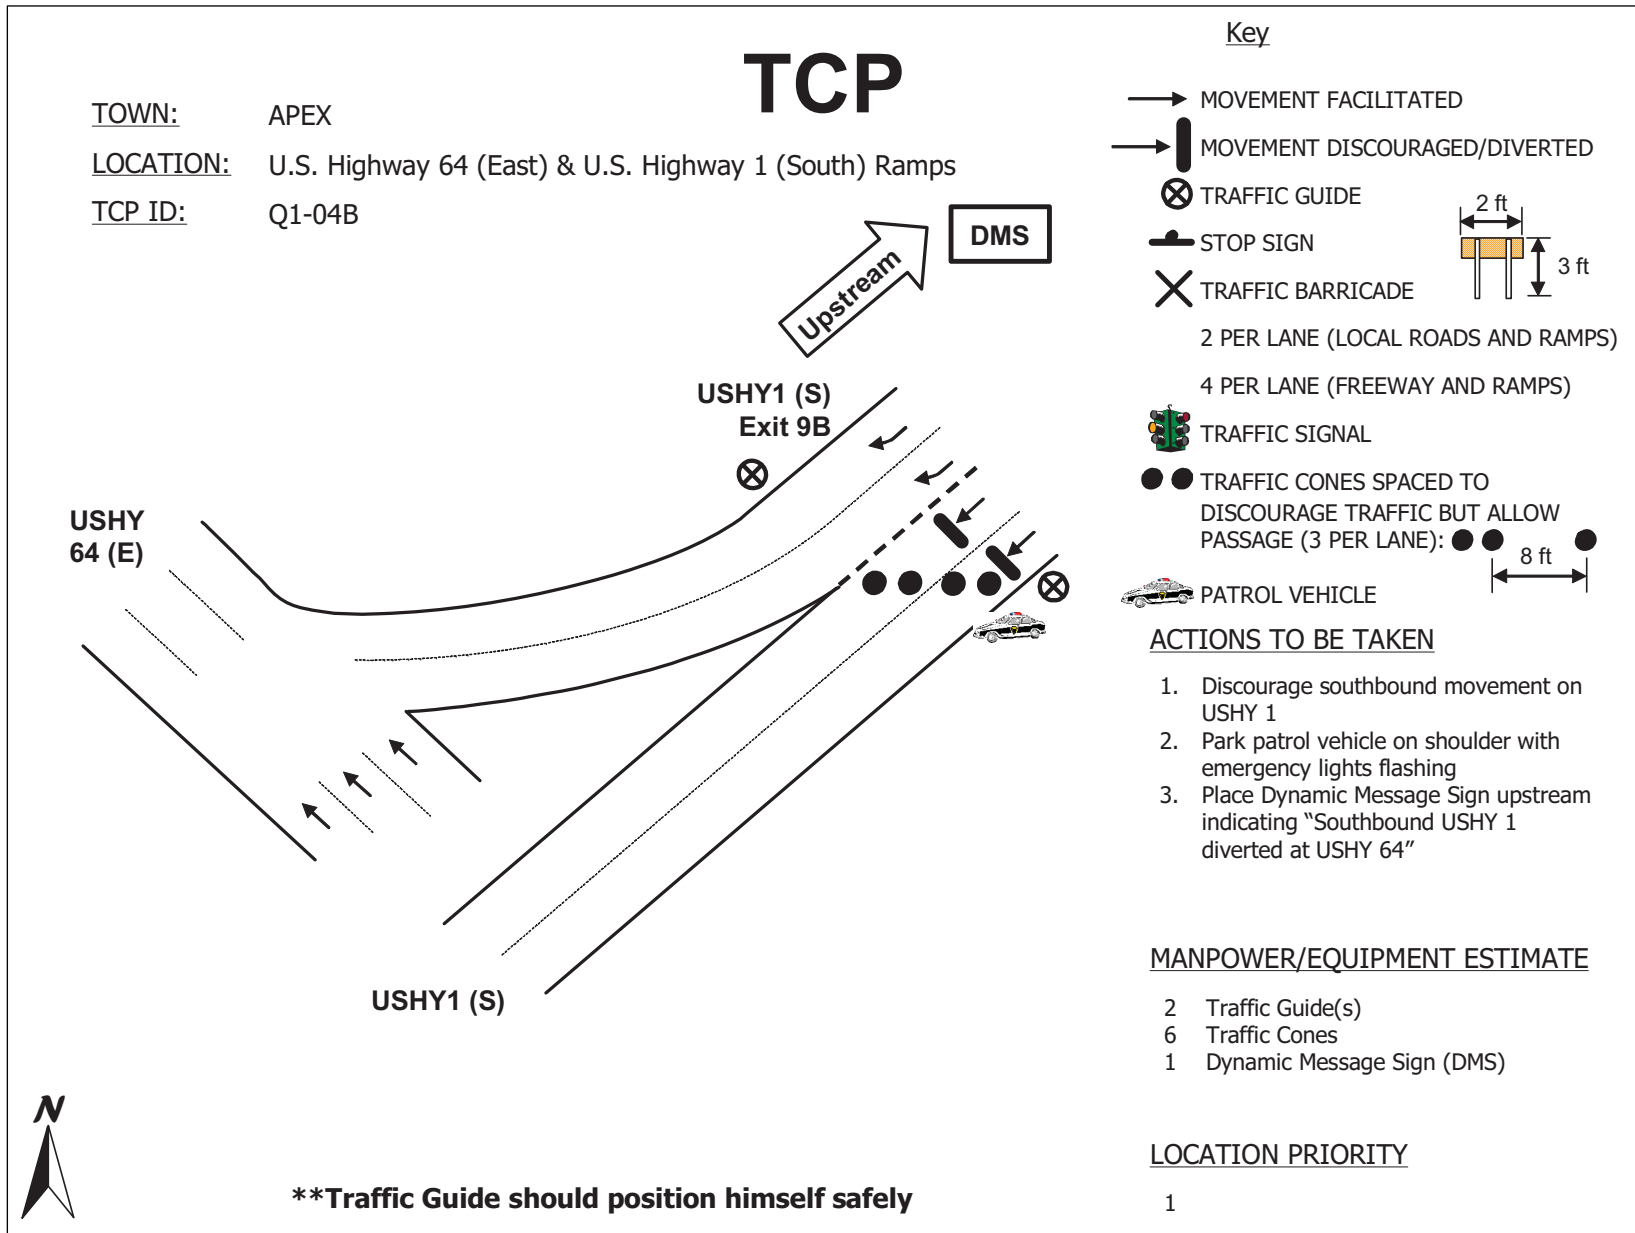 TCP
TOWN: APEX
LOCATION: U.S. Highway 64 (East) & U.S. Highway 1 (South) Ramps
TCP ID: Q1-04B
DMS
Upstream
USHY1 (S)
Exit 9B
USHY
64 (E)
USHY1 (S)
N
**Traffic Guide should position himself safely
Key
MOVEMENT FACILITATED
MOVEMENT DISCOURAGED/DIVERTED
TRAFFIC GUIDE
STOP SIGN
2 ft
3 ft
TRAFFIC BARRICADE
2 PER LANE (LOCAL ROADS AND RAMPS)
4 PER LANE (FREEWAY AND RAMPS)
TRAFFIC SIGNAL
TRAFFIC CONES SPACED TO
DISCOURAGE TRAFFIC BUT ALLOW
PASSAGE (3 PER LANE):
8 ft
PATROL VEHICLE
ACTIONS TO BE TAKEN
1. Discourage southbound movement on
USHY 1
2. Park patrol vehicle on shoulder with
emergency lights flashing
3. Place Dynamic Message Sign upstream
indicating “Southbound USHY 1
diverted at USHY 64”
MANPOWER/EQUIPMENT ESTIMATE
2 Traffic Guide(s)
6 Traffic Cones
1 Dynamic Message Sign (DMS)
LOCATION PRIORITY
1